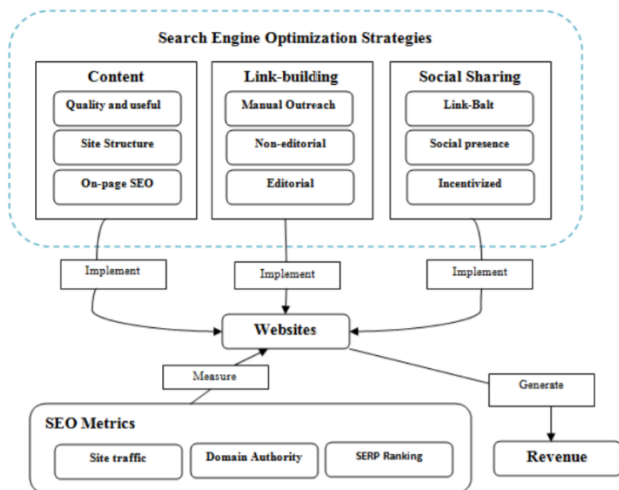 Search Engine Optimization Strategies
Content
Link-building
Social Sharing
Quality and useful
Manual Outreach
Link-Balt
Site Structure
Non-editorial
Social presence
On-page SEO
Editorial
Incentivized
Implement
Implement
Implement
Websites
Measure
Generate
SEO Metrics
Site traffic
Domain Authority
SERP Ranking
Revenue